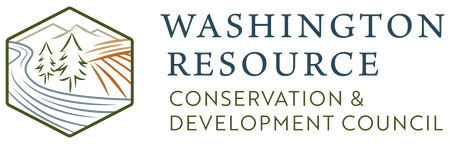 WASHINGTON
RESOURCE
CONSERVATION &
DEVELOPMENT COUNCIL